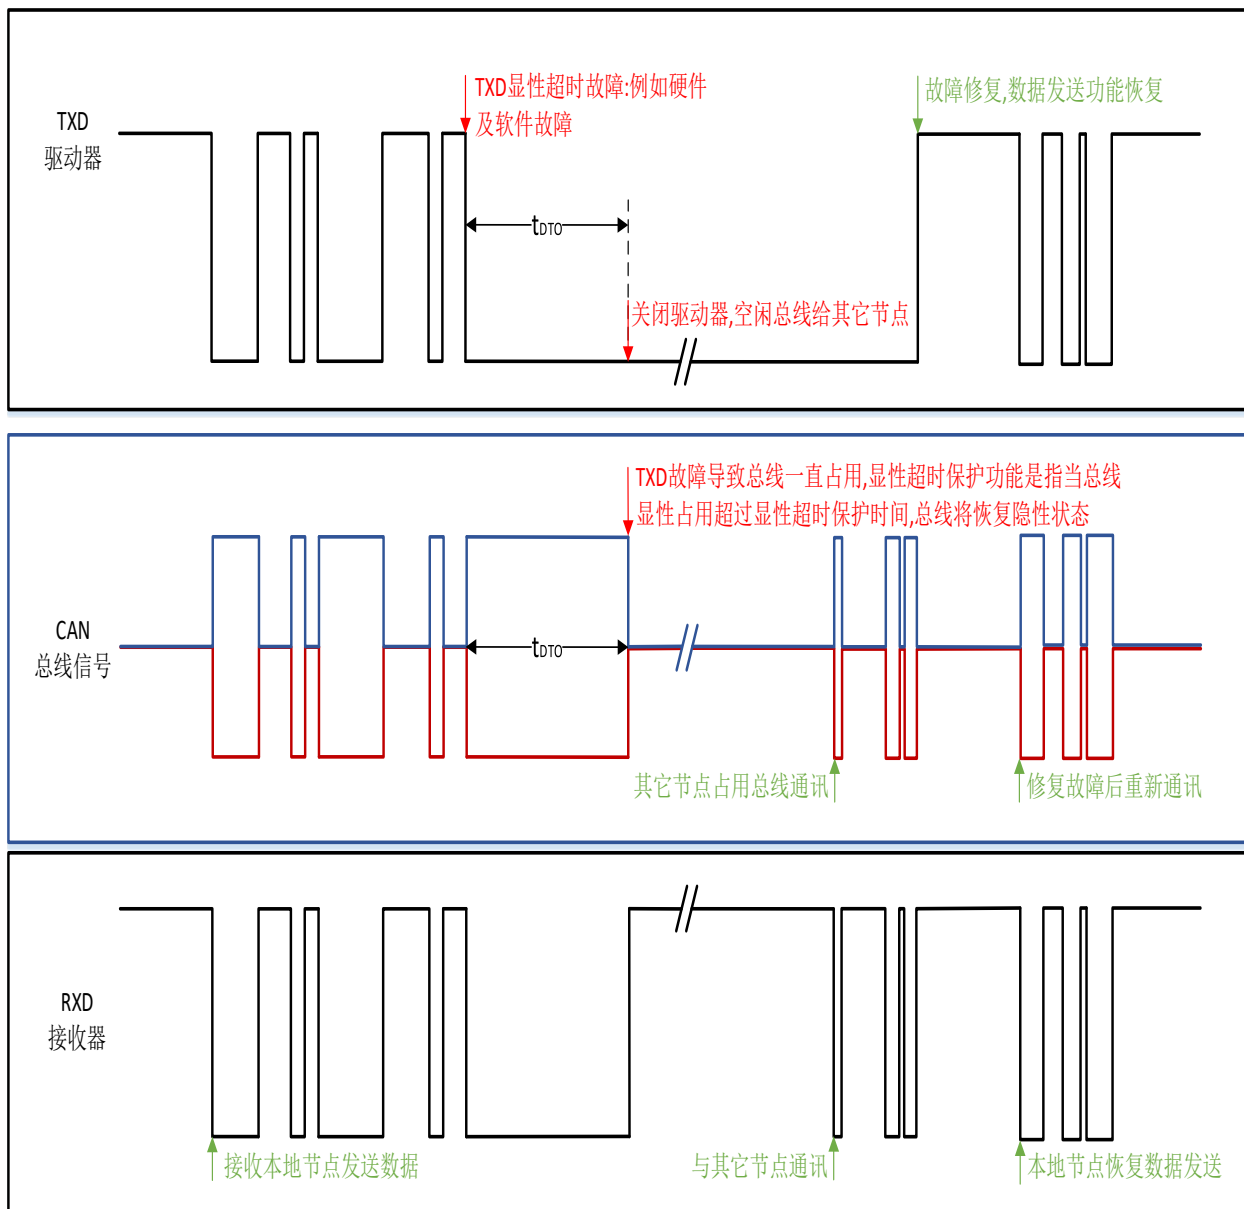 TXD
驱动器
TXD显性超时故障:例如硬件
及软件故障
故障修复,数据发送功能恢复
tDTO
关闭驱动器,空闲总线给其它节点
TXD故障导致总线一直占用,显性超时保护功能是指当总线
显性占用超过显性超时保护时间,总线将恢复隐性状态
CAN
总线信号
tDTO
其它节点占用总线通讯
修复故障后重新通讯
RXD
接收器
接收本地节点发送数据
与其它节点通讯
本地节点恢复数据发送